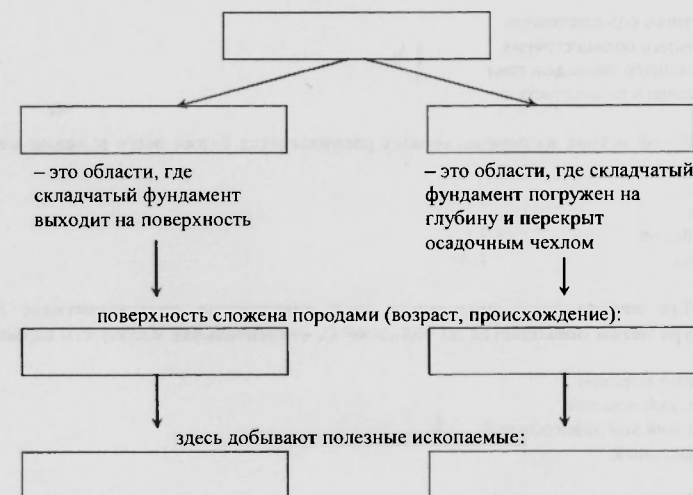 – это области, где
складчатый фундамент
выходит на поверхность
– это области, где складчатый
фундамент погружен на
глубину и перекрыт
осадочным чехлом
поверхность сложена породами (возраст, происхождение):
здесь добывают полезные ископаемые: